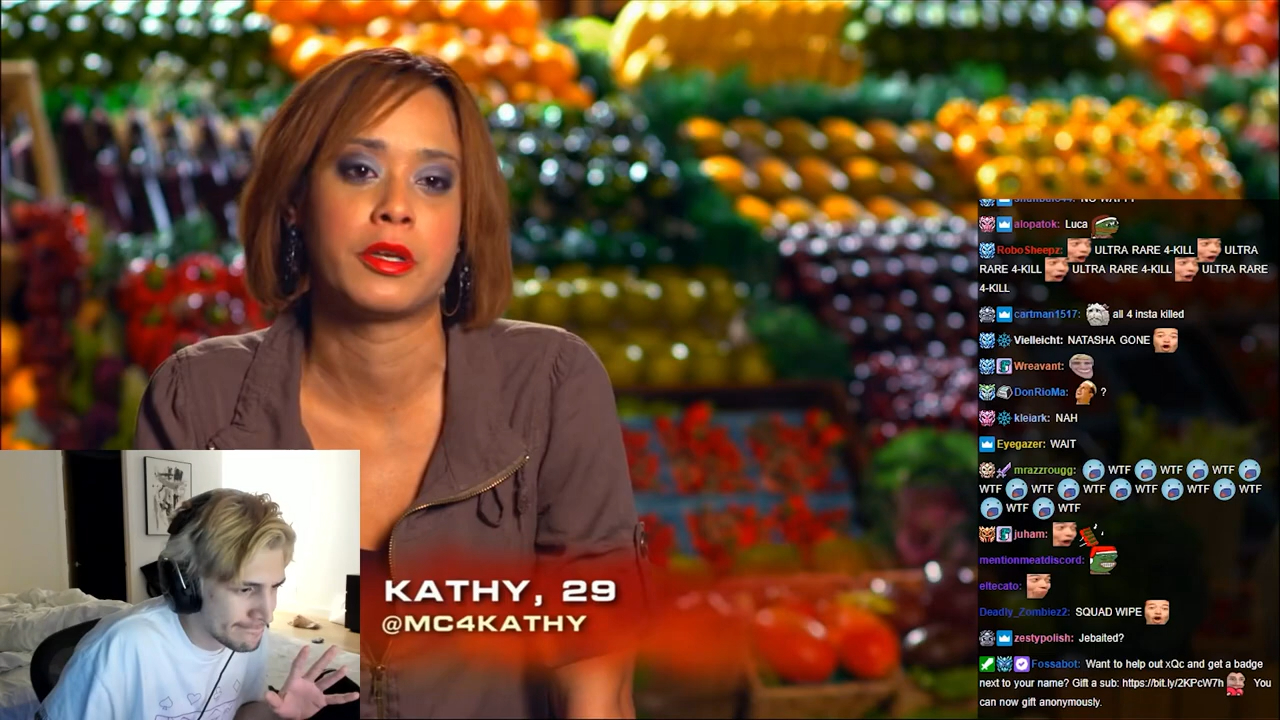 KATHY, 29
@MC4KATHY
alopatok: Luca
RoboSheepz: ULTRA RARE 4-KILL ULTRA
RARE 4-KILL ULTRA RARE 4-KILL ULTRA RARE
4-KILL
cartman1517: all 4 insta killed
Vielleicht: NATASHA GONE
Wreavant:
DonRioMa: ?
kleiark: NAH
Eyegazer: WAIT
mrazzrougg: WTF WTF WTF
WTF WTF WTF WTF WTF WTF
WTF WTF
juham:
mentionmeatdiscord:
eltecato:
Deadly_Zombiez2: SQUAD WIPE
zestypolish: Jebaited?
Fossabot: Want to help out xQc and get a badge
next to your name? Gift a sub: https://bit.ly/2KPcW7h You
can now gift anonymously.